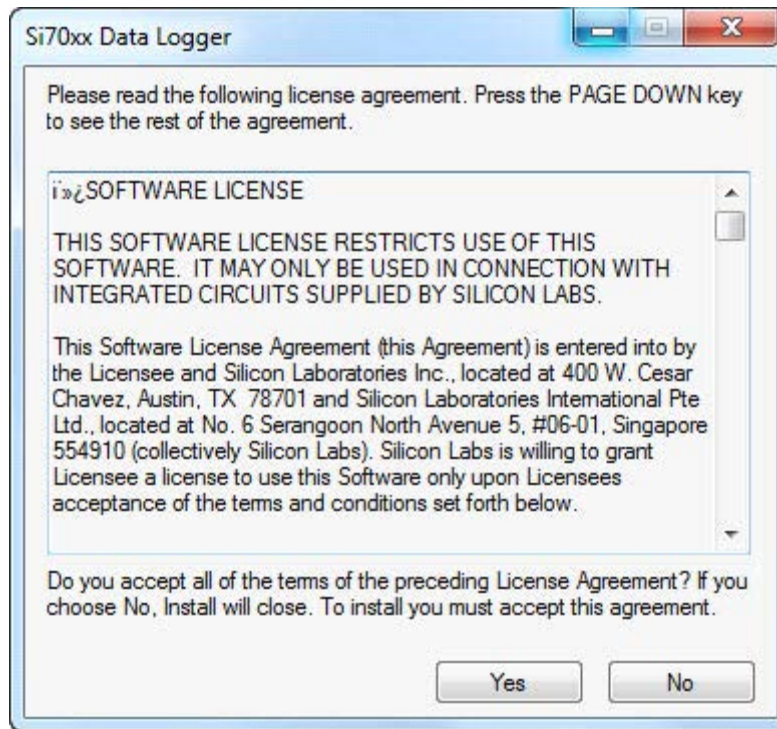 Si70xx Data Logger
Please read the following license agreement. Press the PAGE DOWN key
to see the rest of the agreement.
ï»¿SOFTWARE LICENSE
THIS SOFTWARE LICENSE RESTRICTS USE OF THIS
SOFTWARE.  IT MAY ONLY BE USED IN CONNECTION WITH
INTEGRATED CIRCUITS SUPPLIED BY SILICON LABS.
This Software License Agreement (this Agreement) is entered into by
the Licensee and Silicon Laboratories Inc., located at 400 W. Cesar
Chavez, Austin, TX  78701 and Silicon Laboratories International Pte
Ltd., located at No. 6 Serangoon North Avenue 5, #06-01, Singapore
554910 (collectively Silicon Labs). Silicon Labs is willing to grant
Licensee a license to use this Software only upon Licensees
acceptance of the terms and conditions set forth below.
Do you accept all of the terms of the preceding License Agreement? If you
choose No, Install will close. To install you must accept this agreement.
Yes
No